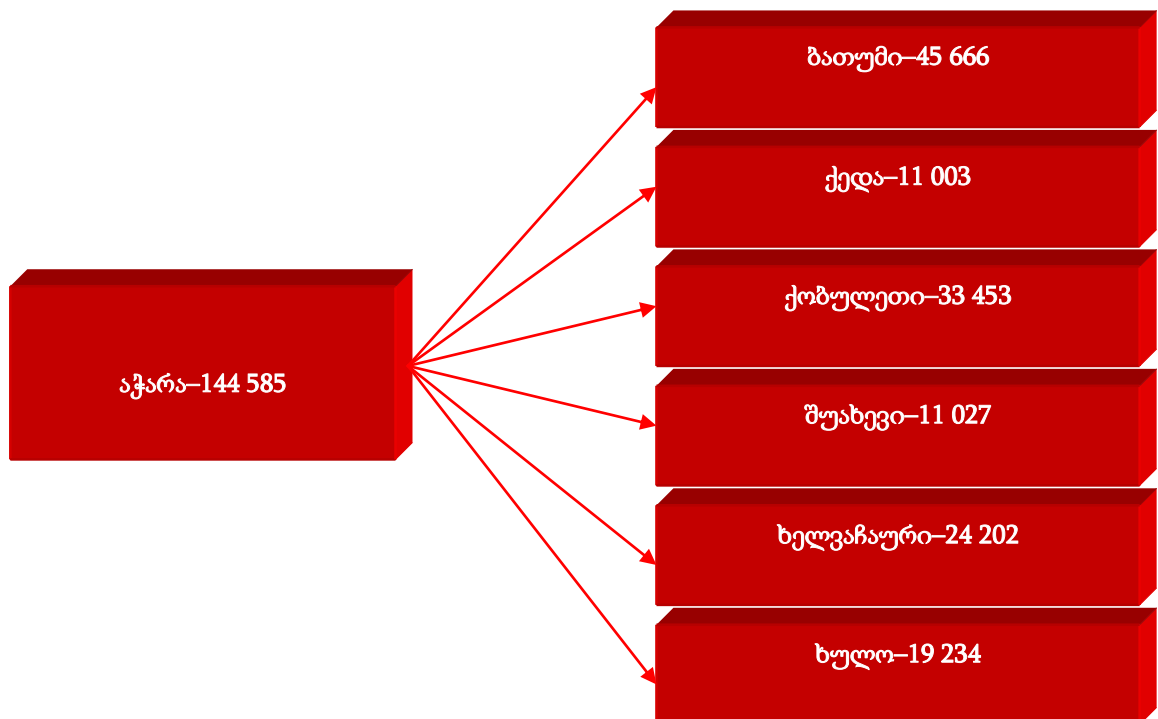 აჭარა–144 585
ბათუმი–45 666
ქედა–11 003
ქობულეთი–33 453
შუახევი–11 027
ხელვაჩაური–24 202
ხულო–19 234